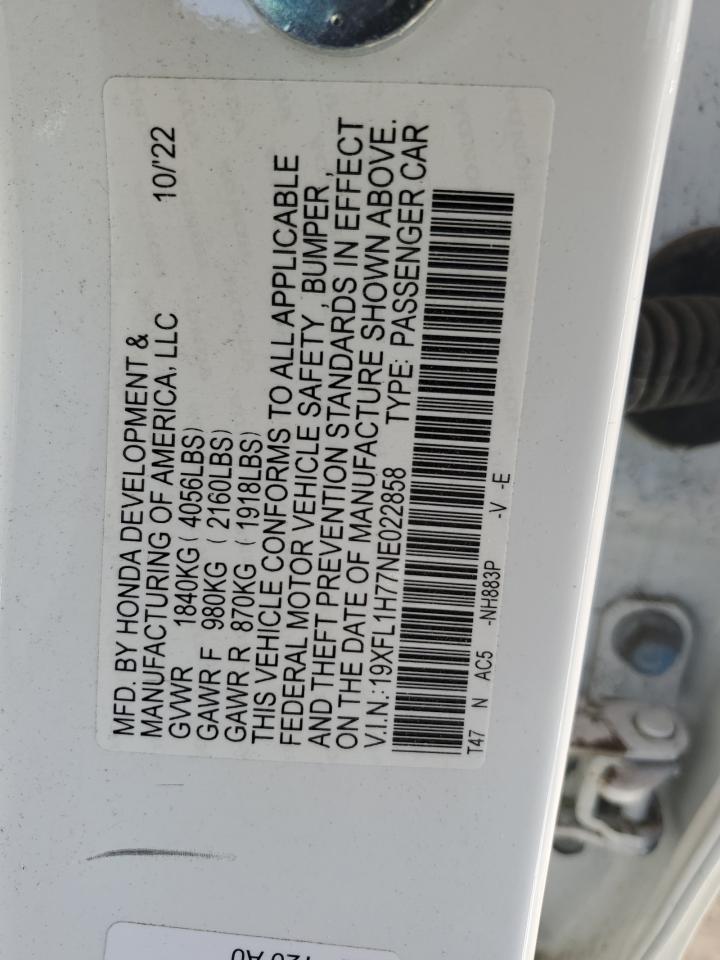 MFD. BY HONDA DEVELOPMENT & 10/'22
MANUFACTURING OF AMERICA, LLC
GVWR 1840KG ( 4056LBS)
GAWR F 980KG ( 2160LBS)
GAWR R 870KG ( 1918LBS)
THIS VEHICLE CONFORMS TO ALL APPLICABLE
FEDERAL MOTOR VEHICLE SAFETY , BUMPER ,
AND THEFT PREVENTION STANDARDS IN EFFECT
ON THE DATE OF MANUFACTURE SHOWN ABOVE.
V.I.N.: 19XFL1H77NE022858 TYPE: PASSENGER CAR
T47 N AC5 -NH883P -V -E